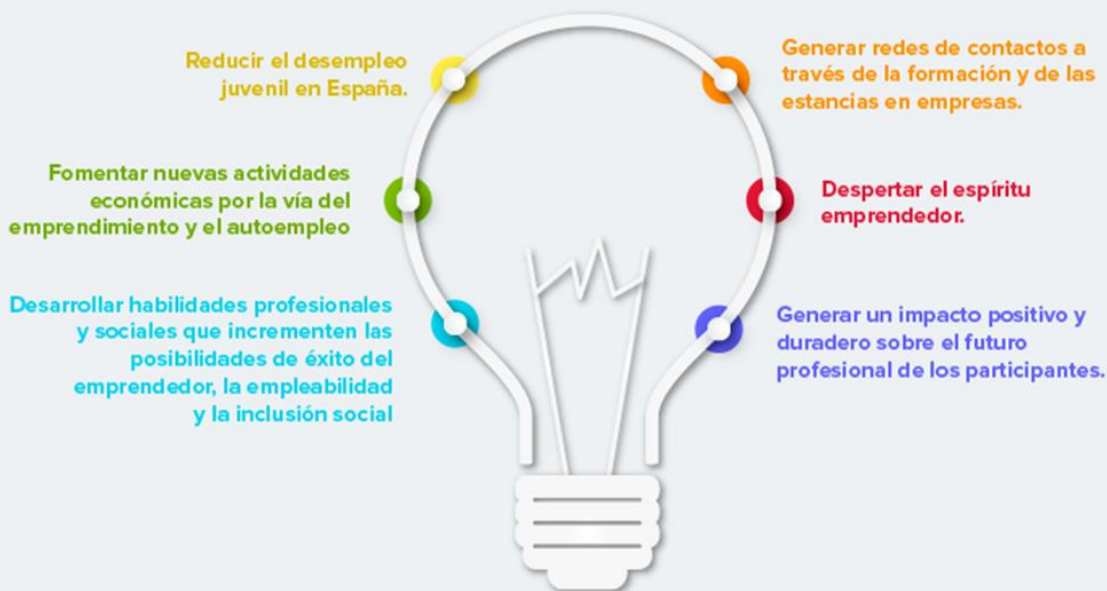 Reducir el desempleo
juvenil en España.
Fomentar nuevas actividades
económicas por la vía del
emprendimiento y el autoempleo
Desarrollar habilidades profesionales
y sociales que incrementen las
posibilidades de éxito del
emprendedor, la empleabilidad
y la inclusión social
Generar redes de contactos a
través de la formación y de las
estancias en empresas.
Despertar el espíritu
emprendedor.
Generar un impacto positivo y
duradero sobre el futuro
profesional de los participantes.